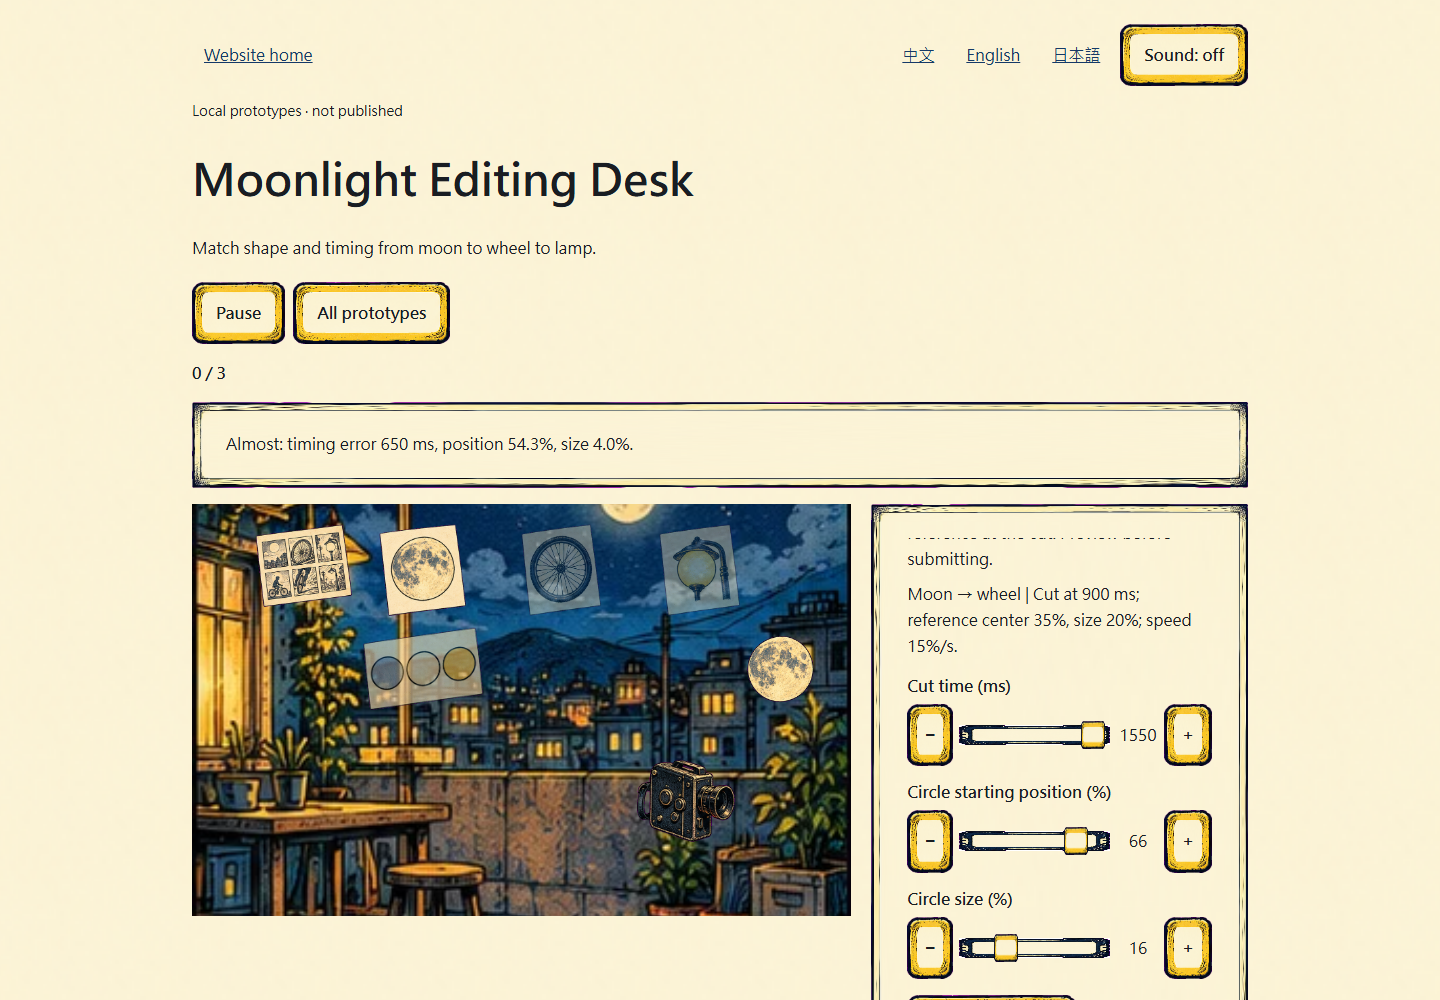 Website home
中文 English 日本語 Sound: off
Local prototypes · not published
Moonlight Editing Desk
Match shape and timing from moon to wheel to lamp.
Pause All prototypes
0 / 3
Almost: timing error 650 ms, position 54.3%, size 4.0%.
submitting.
Moon → wheel | Cut at 900 ms;
reference center 35%, size 20%; speed
15%/s.
Cut time (ms)
− 1550 +
Circle starting position (%)
− 66 +
Circle size (%)
− 16 +